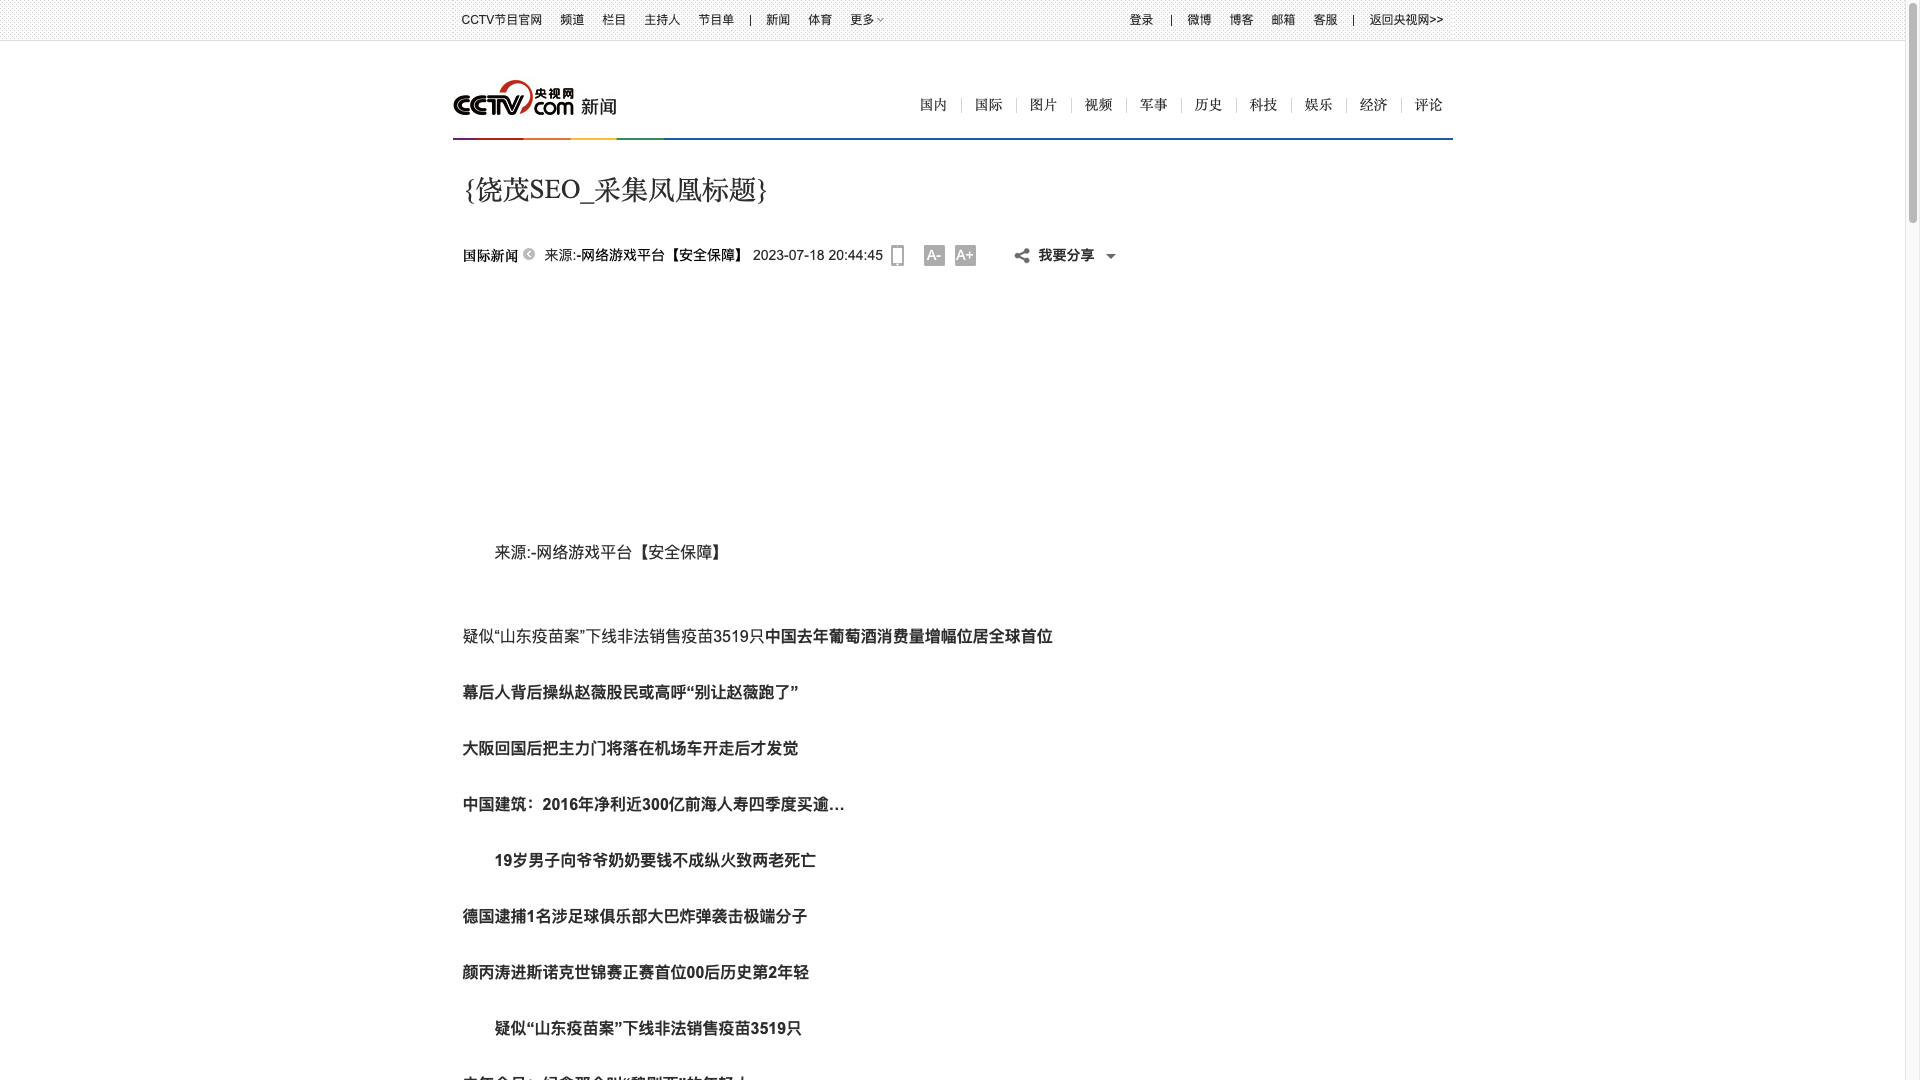 CCTV节目官网 频道 栏目 主持人 节目单 | 新闻 体育 更多
登录 | 微博 博客 邮箱 客服 | 返回央视网>>
CCTV.com 央视网 新闻
国内 国际 图片 视频 军事 历史 科技 娱乐 经济 评论
{饶茂SEO_采集凤凰标题}
国际新闻 来源:-网络游戏平台【安全保障】 2023-07-18 20:44:45 A- A+ 我要分享
来源:-网络游戏平台【安全保障】
疑似“山东疫苗案”下线非法销售疫苗3519只中国去年葡萄酒消费量增幅位居全球首位
幕后人背后操纵赵薇股民或高呼“别让赵薇跑了”
大阪回国后把主力门将落在机场车开走后才发觉
中国建筑：2016年净利近300亿前海人寿四季度买逾…
19岁男子向爷爷奶奶要钱不成纵火致两老死亡
德国逮捕1名涉足球俱乐部大巴炸弹袭击极端分子
颜丙涛进斯诺克世锦赛正赛首位00后历史第2年轻
疑似“山东疫苗案”下线非法销售疫苗3519只